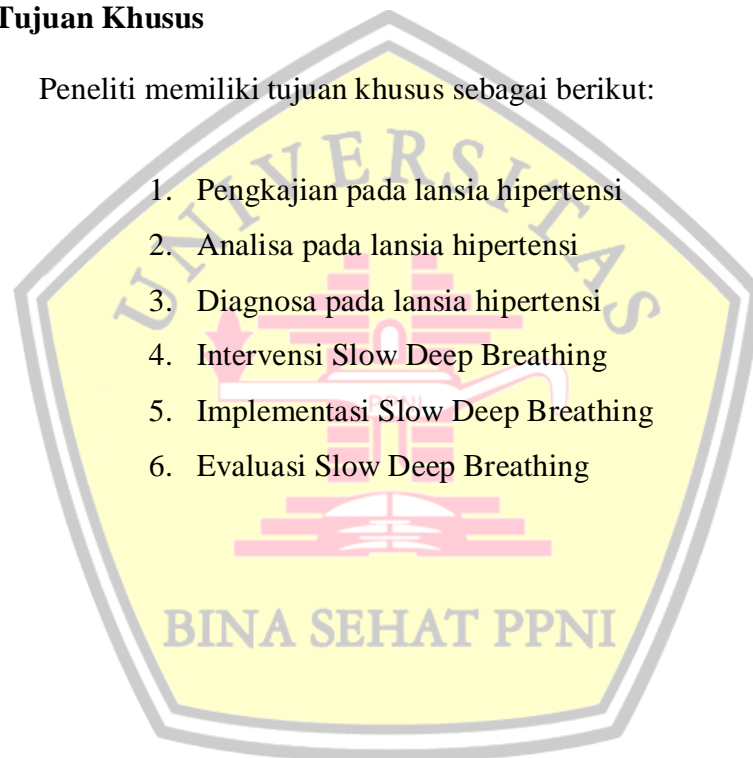 Tujuan Khusus
Peneliti memiliki tujuan khusus sebagai berikut:
UNIVERSITAS
1. Pengkajian pada lansia hipertensi
2. Analisa pada lansia hipertensi
3. Diagnosa pada lansia hipertensi
4. Intervensi Slow Deep Breathing
5. Implementasi Slow Deep Breathing
PPNI
6. Evaluasi Slow Deep Breathing
BINA SEHAT PPNI